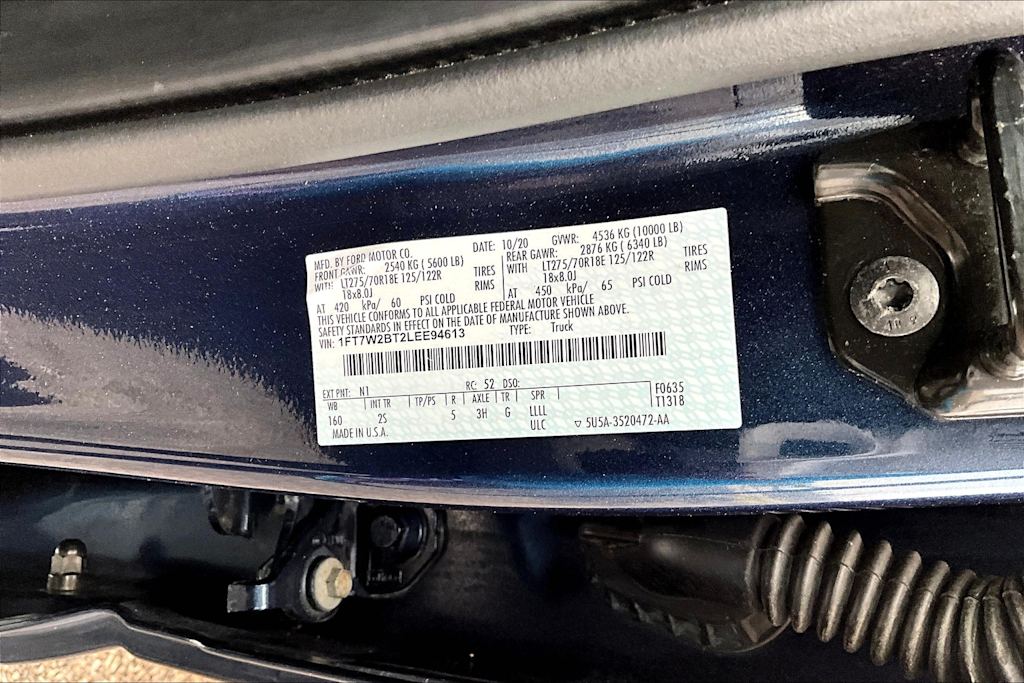 MFD. BY FORD MOTOR CO.
DATE: 10/20 GVWR: 4536 KG (10000 LB)
FRONT GAWR: 2540 KG ( 5600 LB)
REAR GAWR: 2876 KG ( 6340 LB)
WITH LT275/70R18E 125/122R TIRES
WITH LT275/70R18E 125/122R TIRES
18x8.0J RIMS
18x8.0J RIMS
AT 420 kPa/ 60 PSI COLD
AT 450 kPa/ 65 PSI COLD
THIS VEHICLE CONFORMS TO ALL APPLICABLE FEDERAL MOTOR VEHICLE
SAFETY STANDARDS IN EFFECT ON THE DATE OF MANUFACTURE SHOWN ABOVE.
VIN: 1FT7W2BT2LEE94613 TYPE: Truck
EXT PNT: N1 RC: 52 DSO:
WB INT TR TP/PS R AXLE TR SPR F0635
160 2S 5 3H G LLLL T1318
ULC
MADE IN U.S.A. ▽ 5U5A-3520472-AA